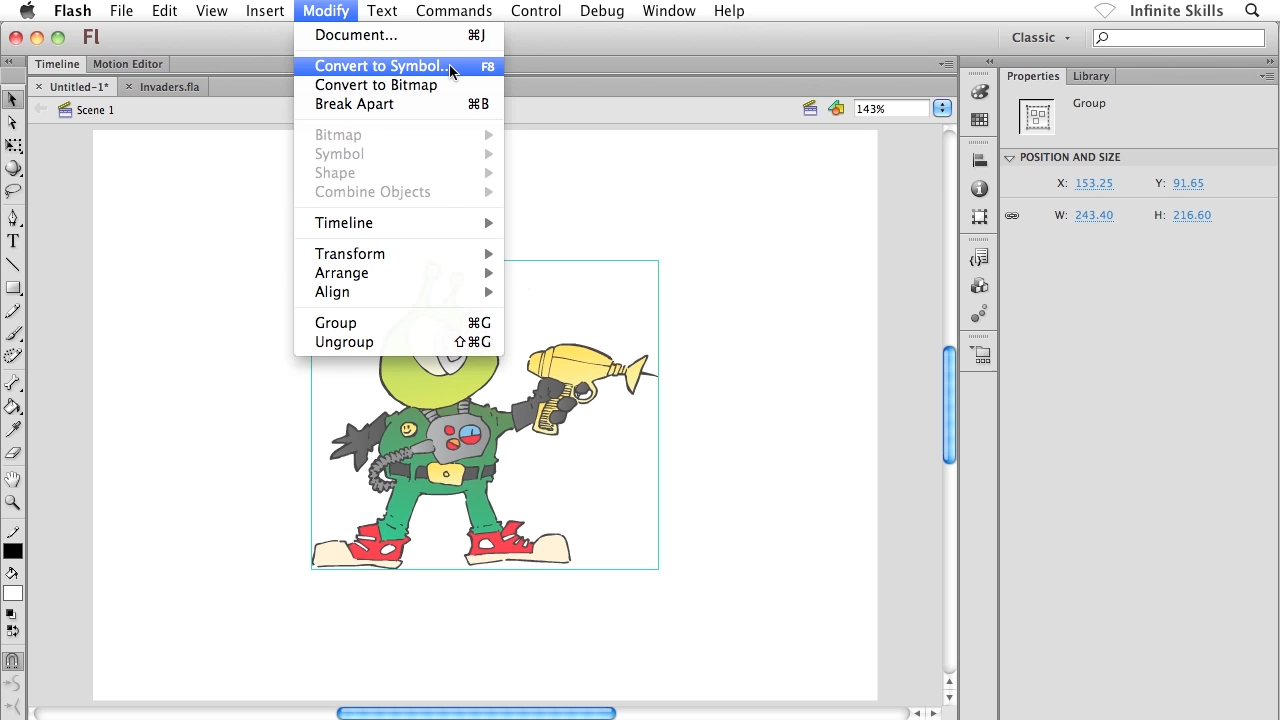 Flash File Edit View Insert Modify Text Commands Control Debug Window Help Infinite Skills
Fl Classic
Timeline Motion Editor
Untitled-1* Invaders.fla
Scene 1 143%
Document... ⌘J
Convert to Symbol... F8
Convert to Bitmap
Break Apart ⌘B
Bitmap
Symbol
Shape
Combine Objects
Timeline
Transform
Arrange
Align
Group ⌘G
Ungroup ⇧⌘G
Properties Library
Group
POSITION AND SIZE
X: 153.25 Y: 91.65
W: 243.40 H: 216.60